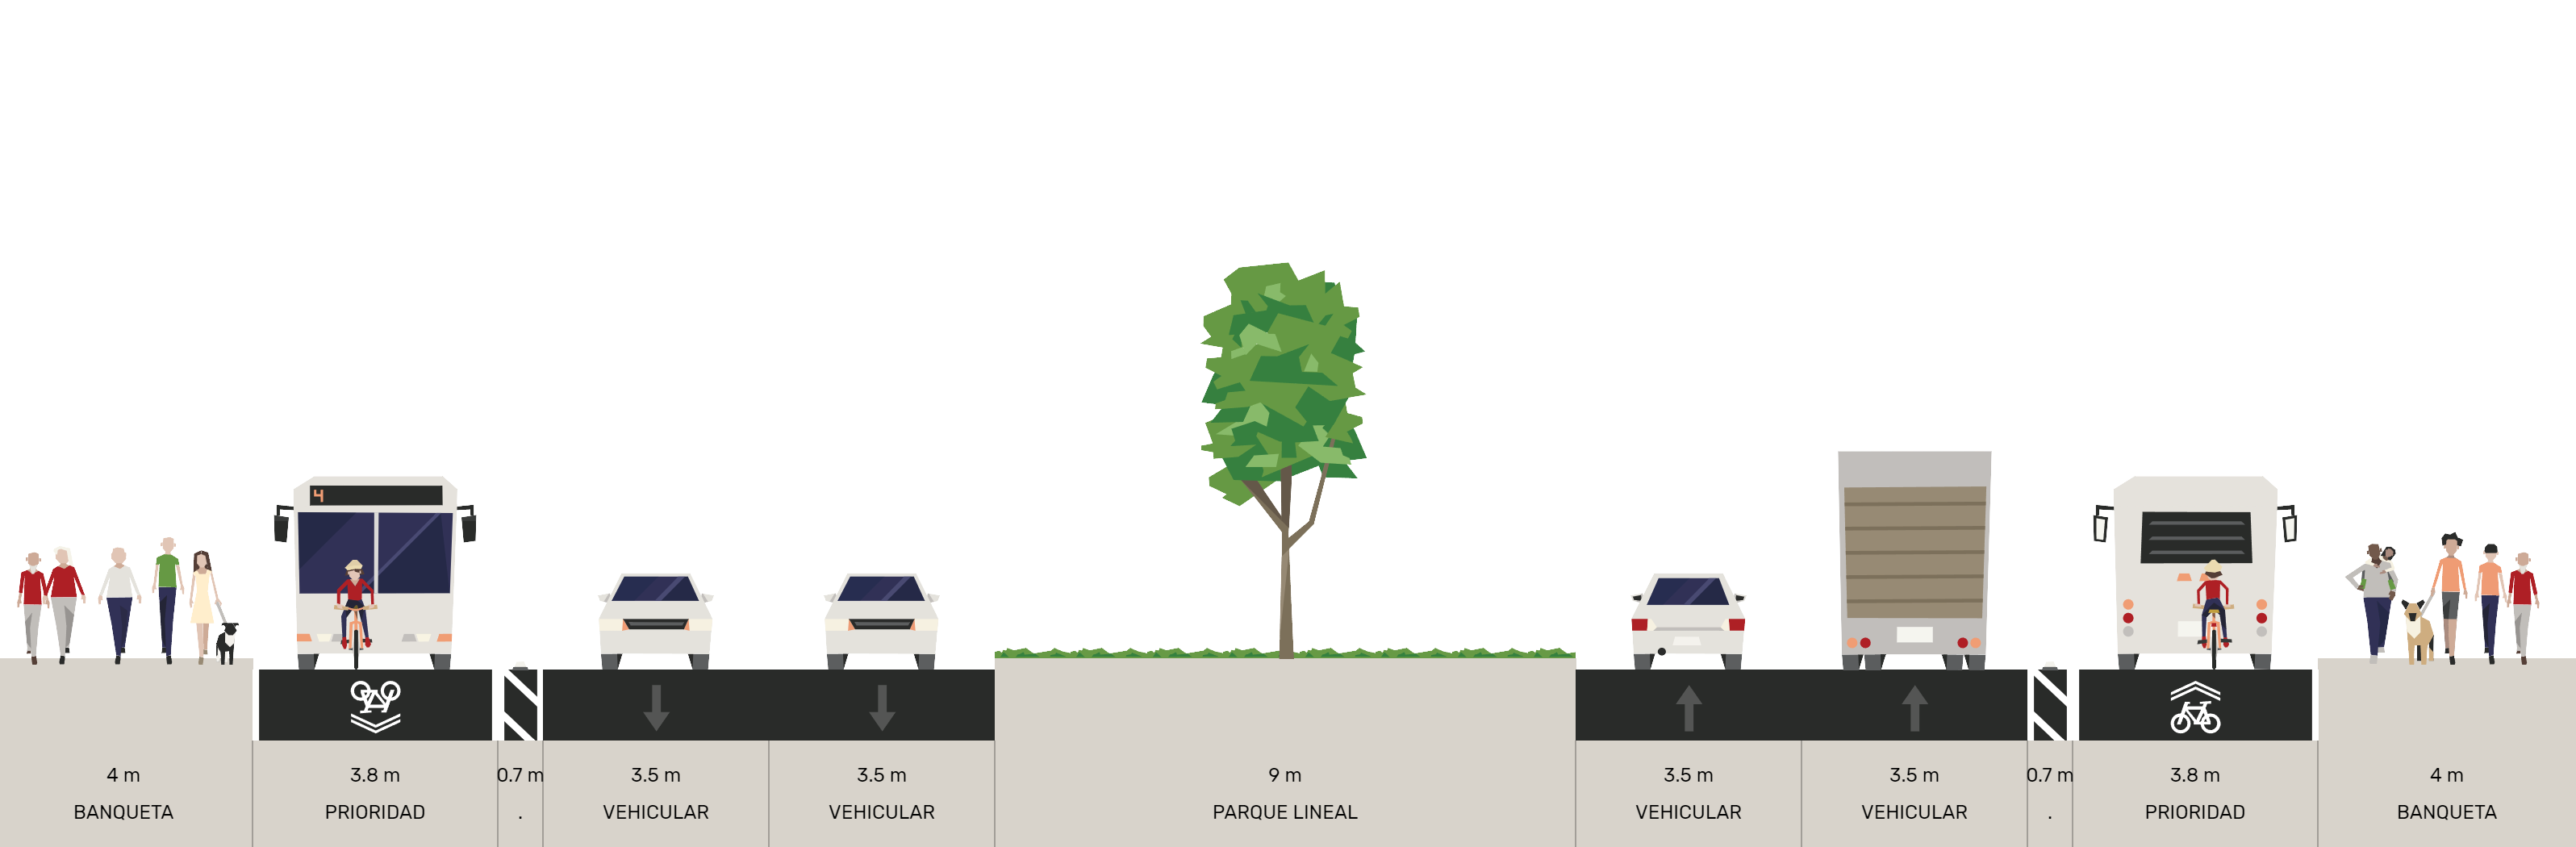 4
4 m
3.8 m
0.7 m
3.5 m
3.5 m
9 m
3.5 m
3.5 m
0.7 m
3.8 m
4 m
BANQUETA
PRIORIDAD
.
VEHICULAR
VEHICULAR
PARQUE LINEAL
VEHICULAR
VEHICULAR
.
PRIORIDAD
BANQUETA